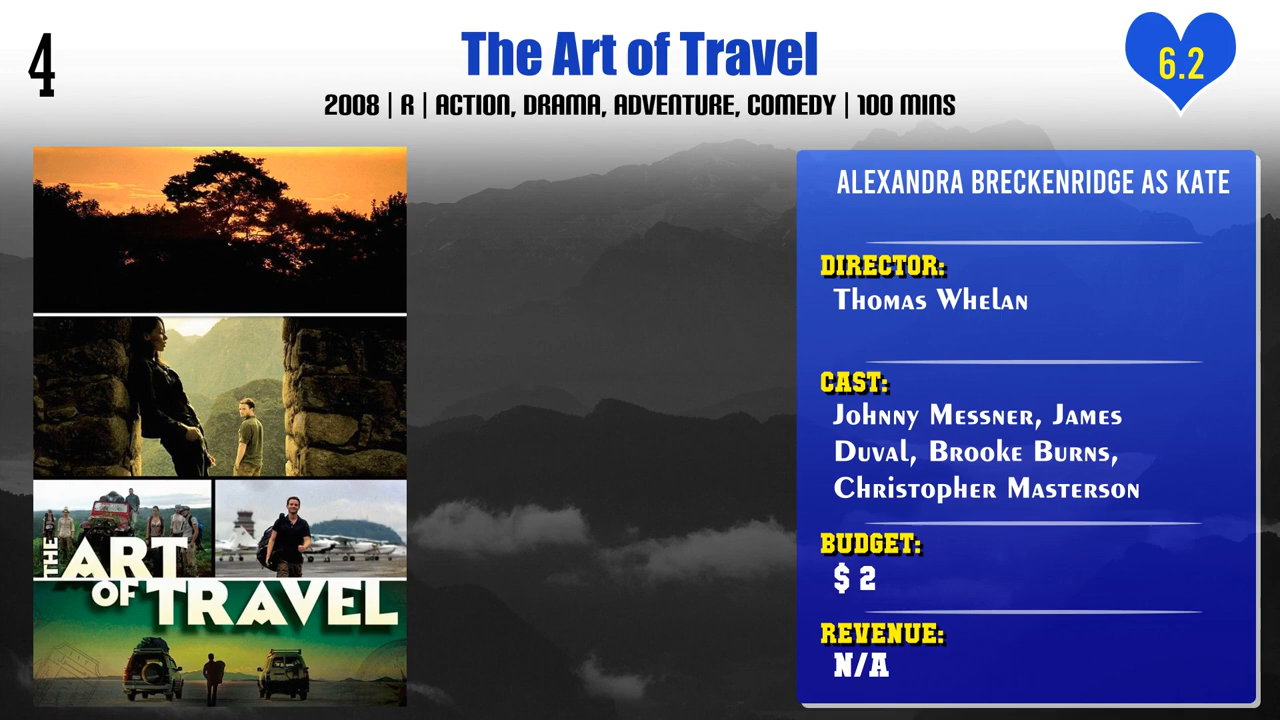 4
The Art of Travel
6.2
2008 | R | ACTION, DRAMA, ADVENTURE, COMEDY | 100 MINS
THE ART
OF TRAVEL
ALEXANDRA BRECKENRIDGE AS KATE
DIRECTOR:
Thomas Whelan
CAST:
Johnny Messner, James
Duval, Brooke Burns,
Christopher Masterson
BUDGET:
$ 2
REVENUE:
N/A